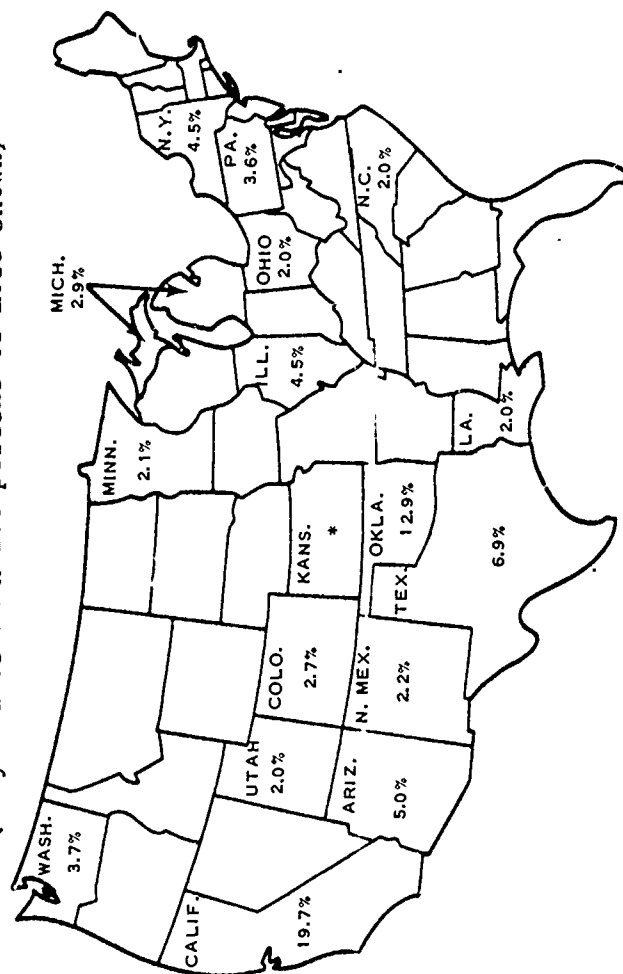 WASH.
3.7%
MINN.
2.1%
MICH.
2.9%
N.Y.
4.5%
PA.
3.6%
ILL.
4.5%
OHIO
2.0%
CALIF.
19.7%
UTAH
2.0%
COLO.
2.7%
KANS.
*
N.C.
2.0%
ARIZ.
5.0%
N. MEX.
2.2%
OKLA.
12.9%
TEX.
6.9%
LA.
2.0%